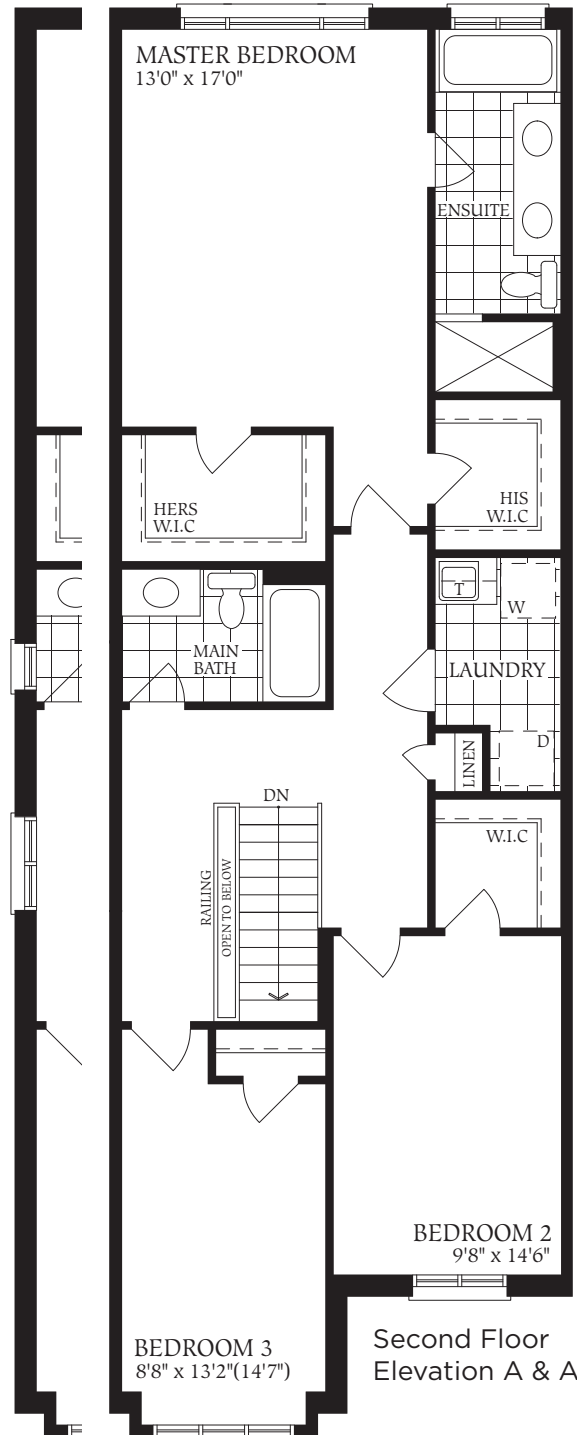 MASTER BEDROOM
13'0" x 17'0"
ENSUITE
HERS
W.I.C
HIS
W.I.C
T
W
MAIN
BATH
LAUNDRY
D
LINEN
DN
W.I.C
RAILING
OPEN TO BELOW
BEDROOM 2
9'8" x 14'6"
BEDROOM 3
8'8" x 13'2"(14'7")
Second Floor
Elevation A & A